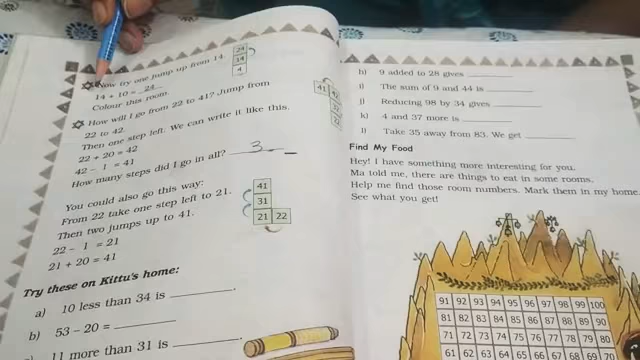 Now try one jump up from 14.
14 + 10 = 24
Colour this room.
24
14
4
How will I go from 22 to 41? Jump from
22 to 42.
Then one step left. We can write it like this.
22 + 20 = 42
42 - 1 = 41
How many steps did I go in all? 3
41
You could also go this way:
From 22 take one step left to 21.
Then two jumps up to 41.
22 - 1 = 21
21 + 20 = 41
41
31
21 22
Try these on Kittu's home:
a) 10 less than 34 is ________.
b) 53 – 20 = ________
11 more than 31 is ________.
h) 9 added to 28 gives ________
i) The sum of 9 and 44 is ________
j) Reducing 98 by 34 gives ________
k) 4 and 37 more is ________
l) Take 35 away from 83. We get ________
Find My Food
Hey! I have something more interesting for you.
Ma told me, there are things to eat in some rooms.
Help me find those room numbers. Mark them in my home.
See what you get!
91 92 93 94 95 96 97 98 99 100
81 82 83 84 85 86 87 88 89 90
71 72 73 74 75 76 77 78 79 80
61 62 63 64 65 66 67 68 69 70